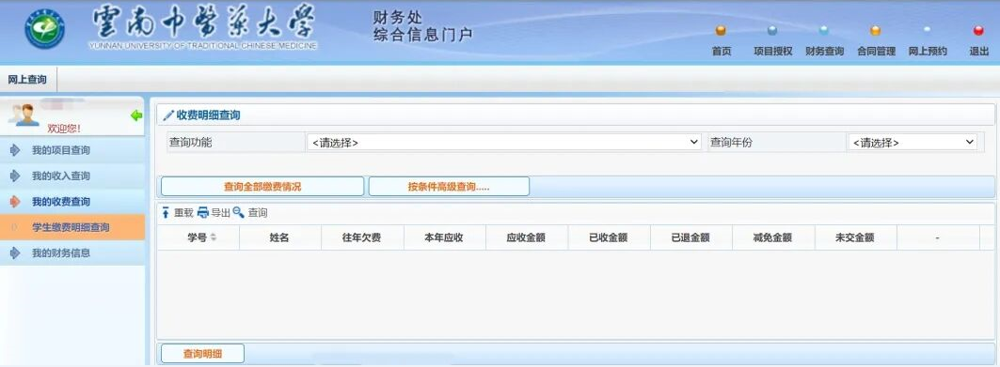 雲南中醫藥大學
YUNNAN UNIVERSITY OF TRADITIONAL CHINESE MEDICINE
财务处
综合信息门户
首页 项目授权 财务查询 合同管理 网上预约 退出
网上查询
欢迎您!
我的项目查询
我的收入查询
我的收费查询
学生缴费明细查询
我的财务信息
收费明细查询
查询功能 <请选择> 查询年份 <请选择>
查询全部缴费情况 按条件高级查询.....
重载 导出 查询
学号 姓名 往年欠费 本年应收 应收金额 已收金额 已退金额 减免金额 未交金额 -
查询明细